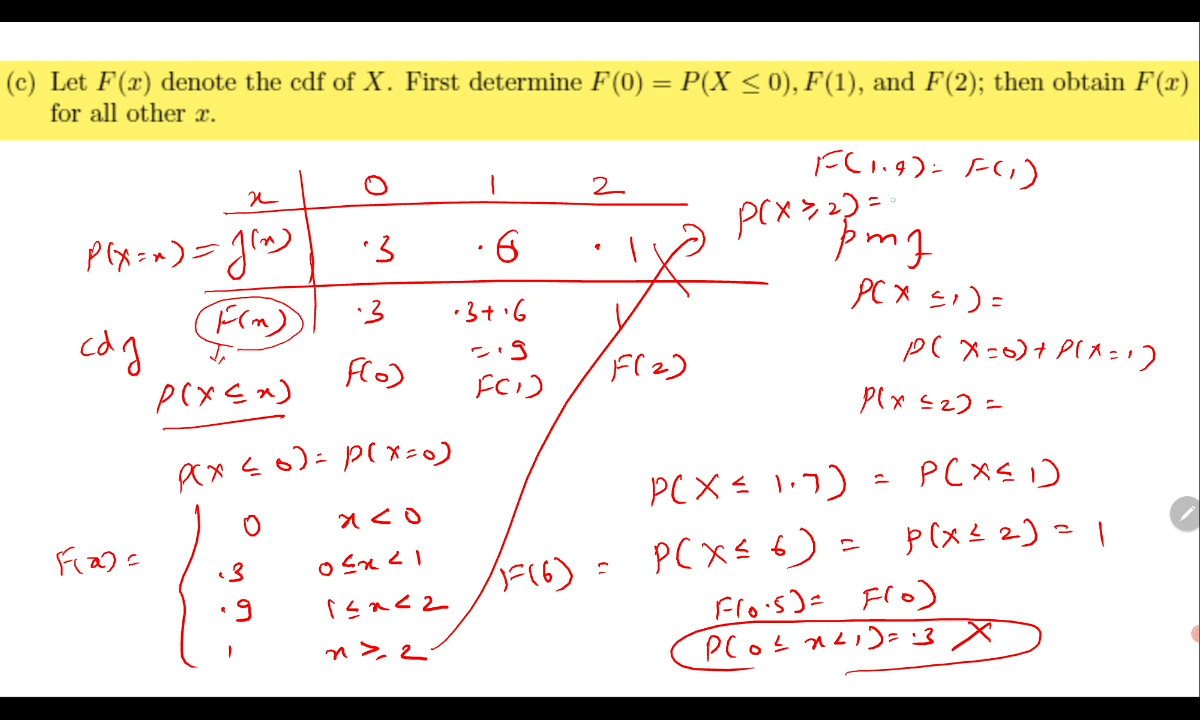 (c) Let F(x) denote the cdf of X. First determine F(0) = P(X ≤ 0), F(1), and F(2); then obtain F(x)
for all other x.
F(1.9) = F(1)
x 0 1 2
P(X ≥ 2) =
P(X=x) = f(x) .3 .6 .1
pmf
P(X ≤ 1) =
F(x) .3 .3+.6 1
cdf
= .9
P(X=0) + P(X=1)
F(0) F(1) F(2)
P(X ≤ x)
P(X ≤ 2) =
P(X ≤ 0) = P(X=0)
P(X ≤ 1.7) = P(X ≤ 1)
F(x) =
0 x < 0
.3 0 ≤ x < 1
.9 1 ≤ x < 2
1 x ≥ 2
F(6) = P(X ≤ 6) = P(X ≤ 2) = 1
F(0.5) = F(0)
P(0 ≤ x < 1) = .3 X